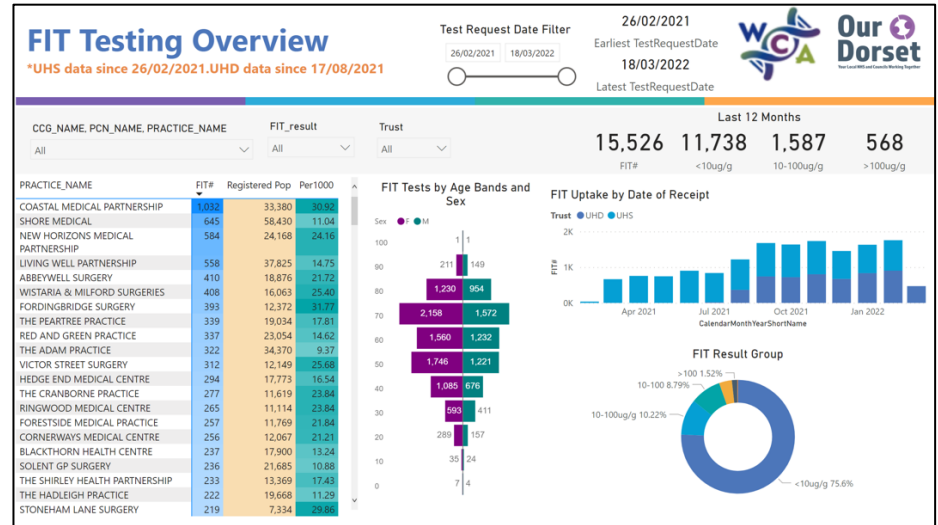 FIT Testing Overview
*UHS data since 26/02/2021.UHD data since 17/08/2021
Test Request Date Filter
26/02/2021 18/03/2022
26/02/2021
Earliest TestRequestDate
18/03/2022
Latest TestRequestDate
WCA
Our
Dorset
Your Local NHS and Councils Working Together
CCG_NAME, PCN_NAME, PRACTICE_NAME
All
FIT_result
All
Trust
All
Last 12 Months
15,526 11,738 1,587 568
FIT# <10ug/g 10-100ug/g >100ug/g
PRACTICE_NAME FIT# Registered Pop Per1000
COASTAL MEDICAL PARTNERSHIP 1,032 33,380 30.92
SHORE MEDICAL 645 58,430 11.04
NEW HORIZONS MEDICAL 584 24,168 24.16
PARTNERSHIP
LIVING WELL PARTNERSHIP 558 37,825 14.75
ABBEYWELL SURGERY 410 18,876 21.72
WISTARIA & MILFORD SURGERIES 408 16,063 25.40
FORDINGBRIDGE SURGERY 393 12,372 31.77
THE PEARTREE PRACTICE 339 19,034 17.81
RED AND GREEN PRACTICE 337 23,054 14.62
THE ADAM PRACTICE 322 34,370 9.37
VICTOR STREET SURGERY 312 12,149 25.68
HEDGE END MEDICAL CENTRE 294 17,773 16.54
THE CRANBORNE PRACTICE 277 11,619 23.84
RINGWOOD MEDICAL CENTRE 265 11,114 23.84
FORESTSIDE MEDICAL PRACTICE 257 11,769 21.84
CORNERWAYS MEDICAL CENTRE 256 12,067 21.21
BLACKTHORN HEALTH CENTRE 237 17,900 13.24
SOLENT GP SURGERY 236 21,685 10.88
THE SHIRLEY HEALTH PARTNERSHIP 233 13,369 17.43
THE HADLEIGH PRACTICE 222 19,668 11.29
STONEHAM LANE SURGERY 219 7,334 29.86
FIT Tests by Age Bands and
Sex
Sex F M
100 1 1
90 211 149
80 1,230 954
70 2,158 1,572
60 1,560 1,232
50 1,746 1,221
40 1,085 676
30 593 411
20 289 157
10 35 24
0 7 4
FIT Uptake by Date of Receipt
Trust UHD UHS
2K
1K
0K
FIT#
Apr 2021 Jul 2021 Oct 2021 Jan 2022
CalendarMonthYearShortName
FIT Result Group
>100 1.52%
10-100 8.79%
10-100ug/g 10.22%
<10ug/g 75.6%